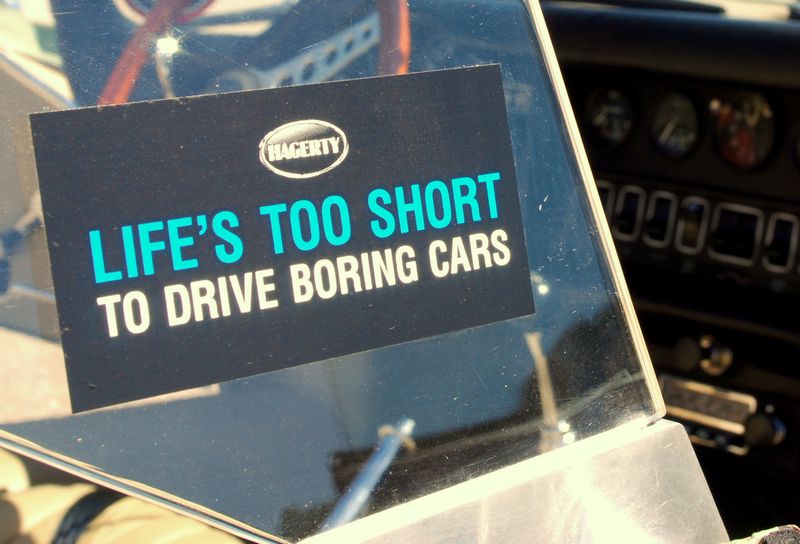 HAGERTY
LIFE'S TOO SHORT
TO DRIVE BORING CARS